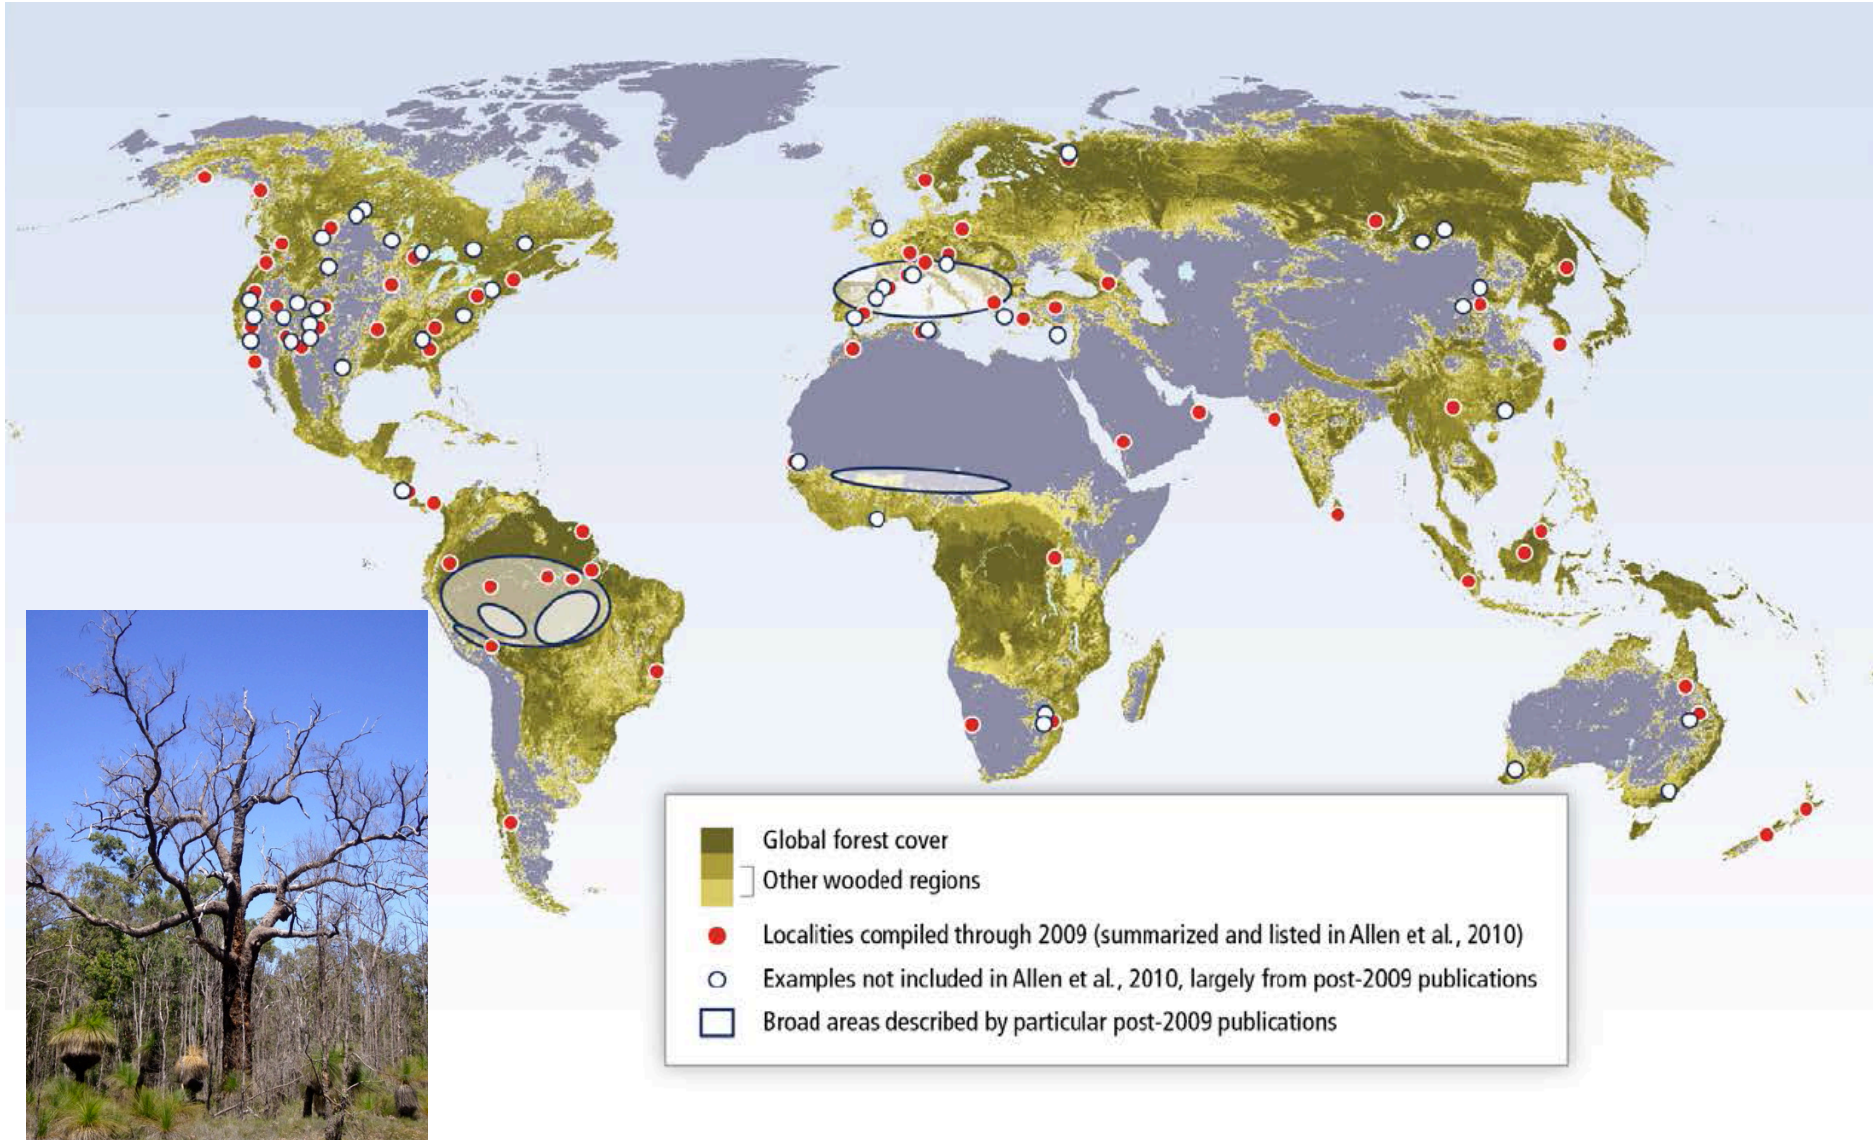 Global forest cover
Other wooded regions
Localities compiled through 2009 (summarized and listed in Allen et al., 2010)
Examples not included in Allen et al., 2010, largely from post-2009 publications
Broad areas described by particular post-2009 publications